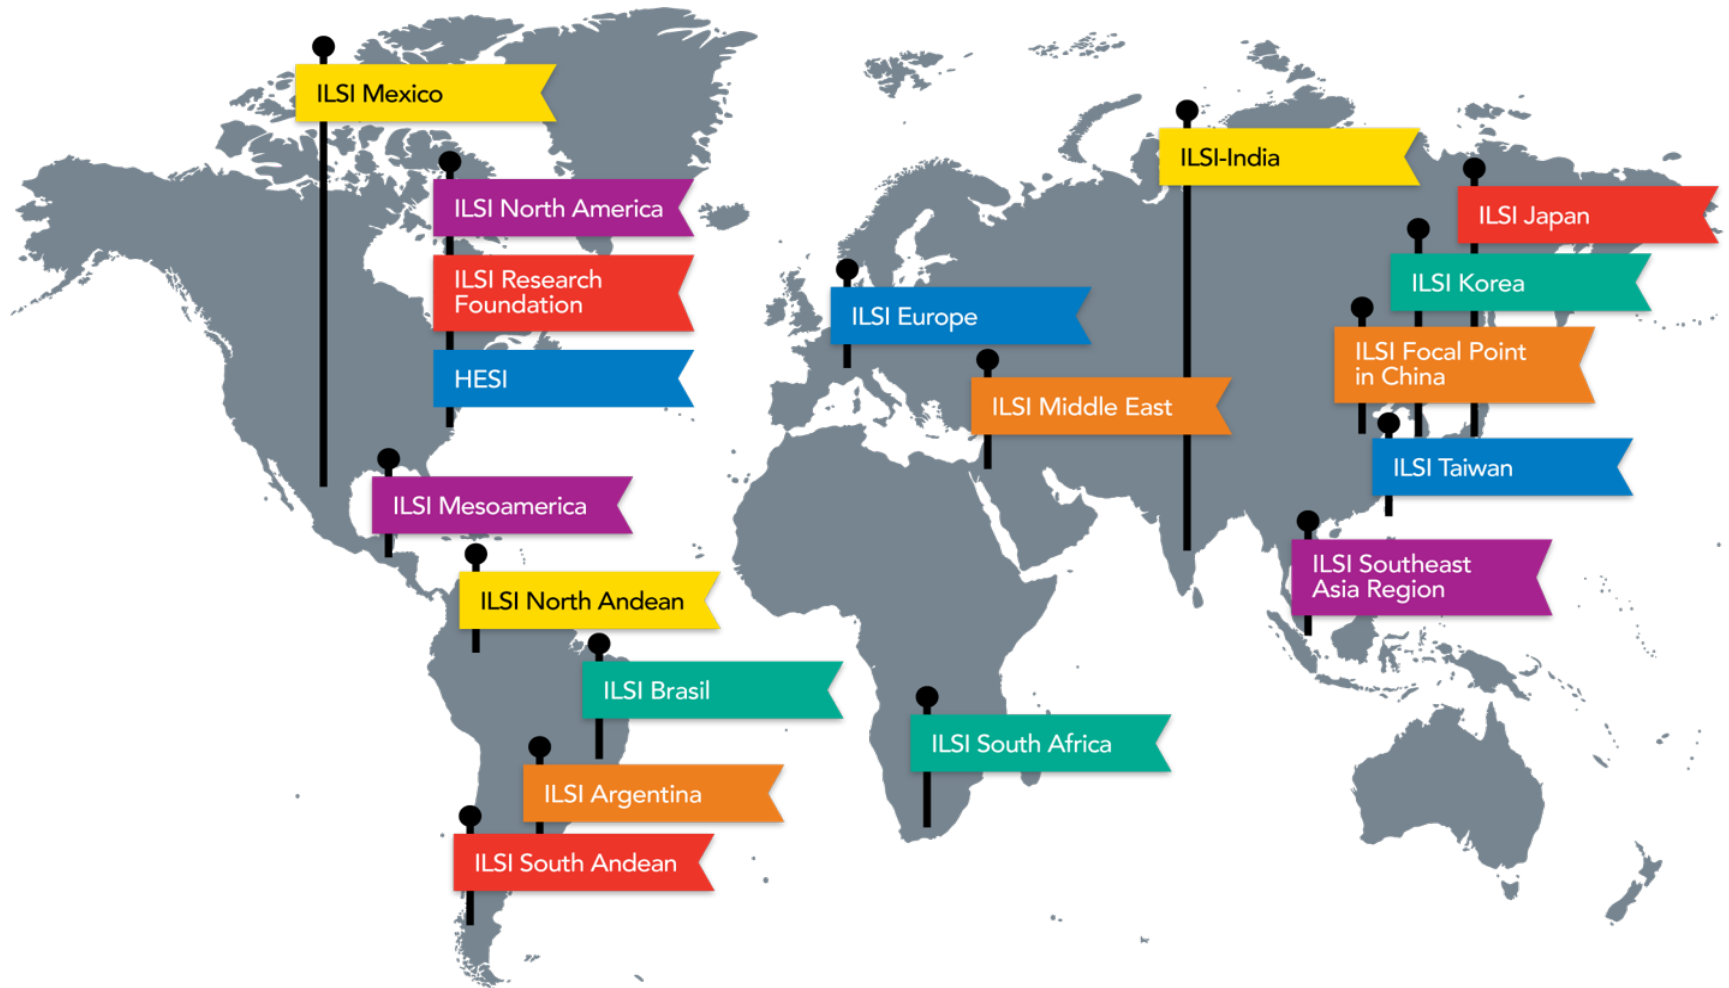 ILSI Mexico
ILSI North America
ILSI Research
Foundation
HESI
ILSI Mesoamerica
ILSI North Andean
ILSI Brasil
ILSI Argentina
ILSI South Andean
ILSI Europe
ILSI Middle East
ILSI South Africa
ILSI-India
ILSI Japan
ILSI Korea
ILSI Focal Point
in China
ILSI Taiwan
ILSI Southeast
Asia Region